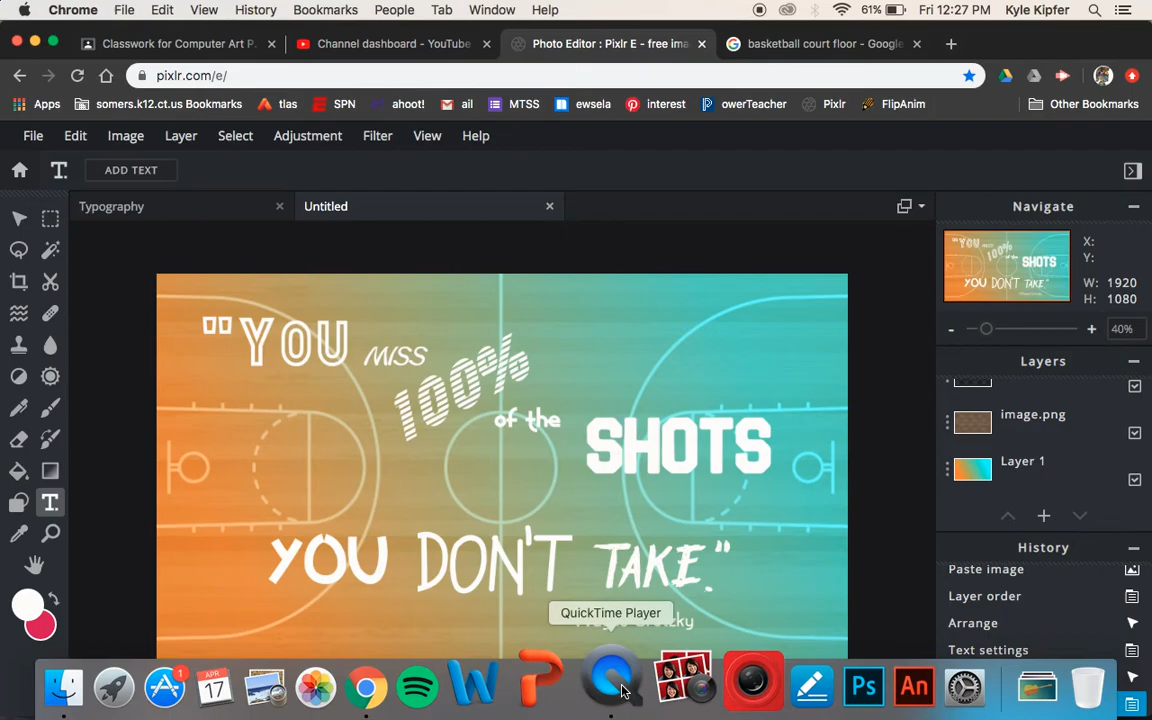 Chrome File Edit View History Bookmarks People Tab Window Help 61% Fri 12:27 PM Kyle Kipfer
Classwork for Computer Art P. Channel dashboard - YouTube Photo Editor : Pixlr E - free ima basketball court floor - Google
pixlr.com/e/
Apps somers.k12.ct.us Bookmarks tlas SPN ahoot! ail MTSS ewsela interest owerTeacher Pixlr FlipAnim Other Bookmarks
File Edit Image Layer Select Adjustment Filter View Help
T. ADD TEXT
Typography Untitled Navigate
X:
Y:
W: 1920
H: 1080
- + 40%
Layers
image.png
Layer 1
History
Paste image
Layer order
Arrange
Text settings
"YOU MISS
100%
of the
SHOTS
YOU DON'T TAKE."
QuickTime Player
1
APR
17
Ps
An